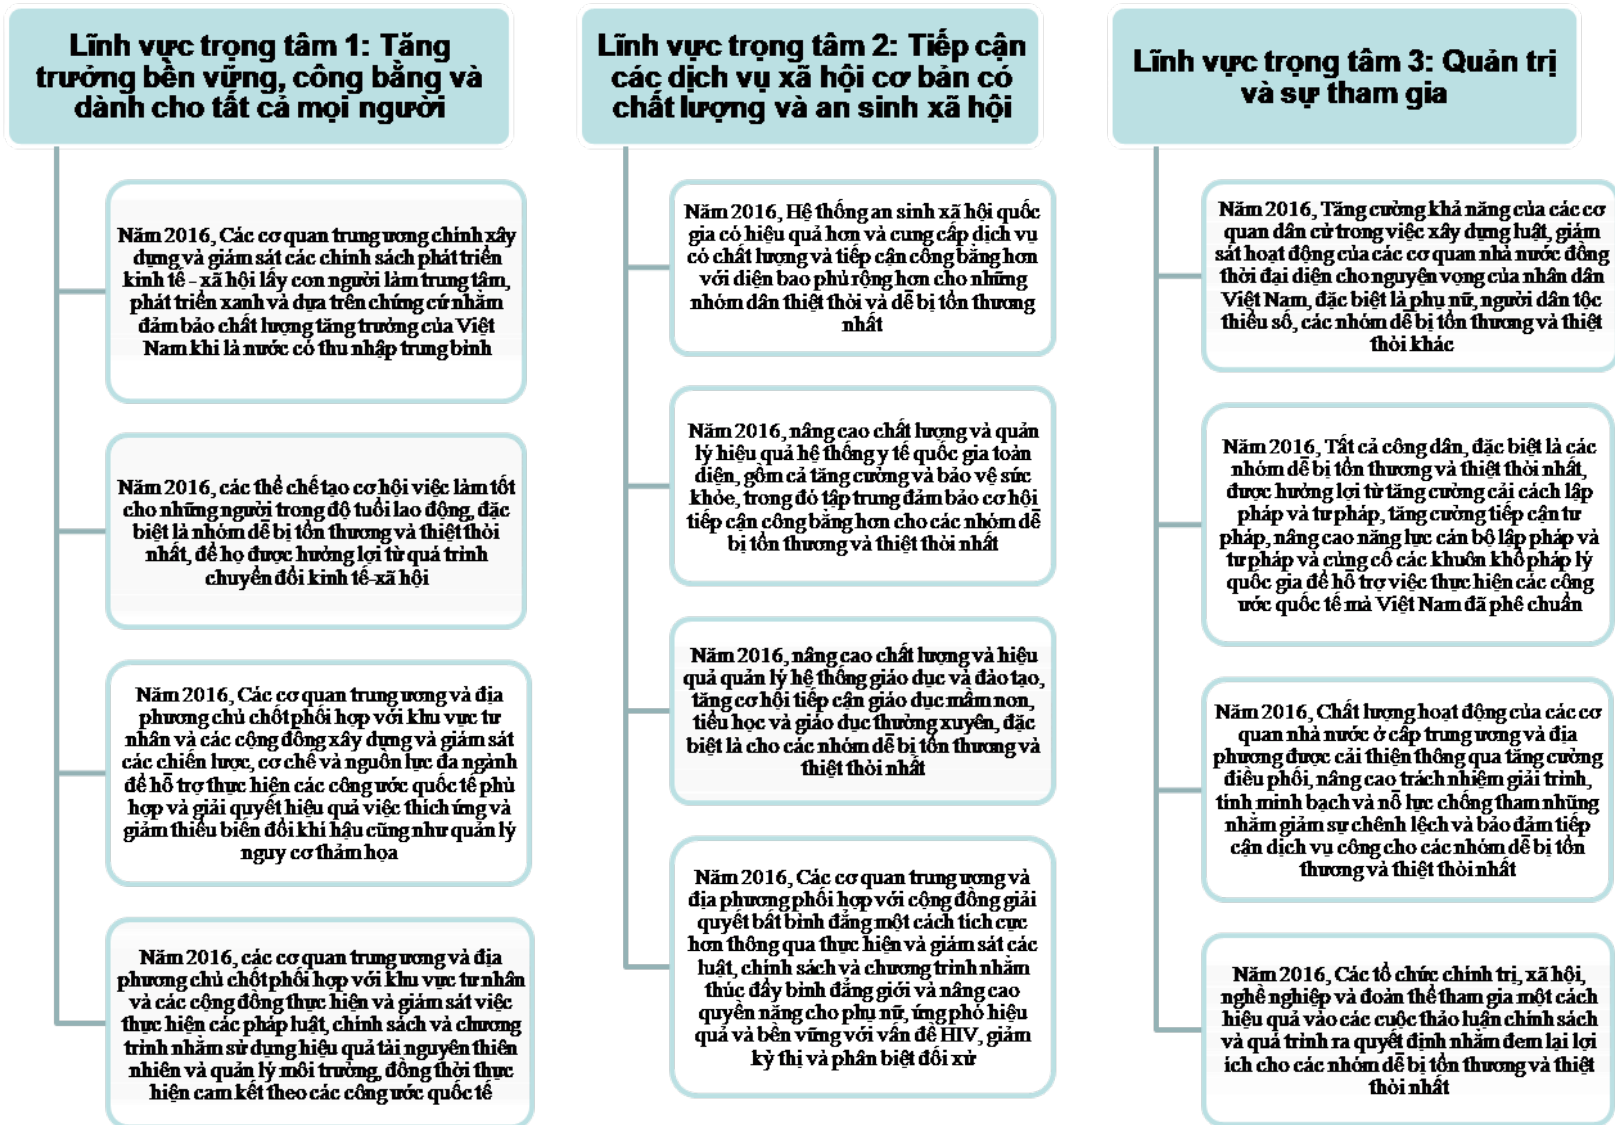 Lĩnh vực trọng tâm 1: Tăng
trưởng bền vững, công bằng và
dành cho tất cả mọi người
Năm 2016, Các cơ quan trung ương chính xây
dựng và giám sát các chính sách phát triển
kinh tế - xã hội lấy con người làm trung tâm,
phát triển xanh và dựa trên chứng cứ nhằm
đảm bảo chất lượng tăng trưởng của Việt
Nam khi là nước có thu nhập trung bình
Năm 2016, các thể chế tạo cơ hội việc làm tốt
cho những người trong độ tuổi lao động, đặc
biệt là nhóm dễ bị tổn thương và thiệt thòi
nhất, để họ được hưởng lợi từ quá trình
chuyển đổi kinh tế-xã hội
Năm 2016, Các cơ quan trung ương và địa
phương chủ chốt phối hợp với khu vực tư
nhân và các cộng đồng xây dựng và giám sát
các chiến lược, cơ chế và nguồn lực đa ngành
để hỗ trợ thực hiện các công ước quốc tế phù
hợp và giải quyết hiệu quả việc thích ứng và
giảm thiểu biến đổi khí hậu cũng như quản lý
nguy cơ thảm họa
Năm 2016, các cơ quan trung ương và địa
phương chủ chốt phối hợp với khu vực tư nhân
và các cộng đồng thực hiện và giám sát việc
thực hiện các pháp luật, chính sách và chương
trình nhằm sử dụng hiệu quả tài nguyên thiên
nhiên và quản lý môi trường, đồng thời thực
hiện cam kết theo các công ước quốc tế
Lĩnh vực trọng tâm 2: Tiếp cận
các dịch vụ xã hội cơ bản có
chất lượng và an sinh xã hội
Năm 2016, Hệ thống an sinh xã hội quốc
gia có hiệu quả hơn và cung cấp dịch vụ
có chất lượng và tiếp cận công bằng hơn
với diện bao phủ rộng hơn cho những
nhóm dân thiệt thòi và dễ bị tổn thương
nhất
Năm 2016, nâng cao chất lượng và quản
lý hiệu quả hệ thống y tế quốc gia toàn
diện, gồm cả tăng cường và bảo vệ sức
khỏe, trong đó tập trung đảm bảo cơ hội
tiếp cận công bằng hơn cho các nhóm dễ
bị tổn thương và thiệt thòi nhất
Năm 2016, nâng cao chất lượng và hiệu
quả quản lý hệ thống giáo dục và đào tạo,
tăng cơ hội tiếp cận giáo dục mầm non,
tiểu học và giáo dục thường xuyên, đặc
biệt là cho các nhóm dễ bị tổn thương và
thiệt thòi nhất
Năm 2016, Các cơ quan trung ương và
địa phương phối hợp với cộng đồng giải
quyết bất bình đẳng một cách tích cực
hơn thông qua thực hiện và giám sát các
luật, chính sách và chương trình nhằm
thúc đẩy bình đẳng giới và nâng cao
quyền năng cho phụ nữ, ứng phó hiệu
quả và bền vững với vấn đề HIV, giảm
kỳ thị và phân biệt đối xử
Lĩnh vực trọng tâm 3: Quản trị
và sự tham gia
Năm 2016, Tăng cường khả năng của các cơ
quan dân cử trong việc xây dựng luật, giám
sát hoạt động của các cơ quan nhà nước đồng
thời đại diện cho nguyện vọng của nhân dân
Việt Nam, đặc biệt là phụ nữ, người dân tộc
thiểu số, các nhóm dễ bị tổn thương và thiệt
thòi khác
Năm 2016, Tất cả công dân, đặc biệt là các
nhóm dễ bị tổn thương và thiệt thòi nhất,
được hưởng lợi từ tăng cường cải cách lập
pháp và tư pháp, tăng cường tiếp cận tư
pháp, nâng cao năng lực cán bộ lập pháp và
tư pháp và củng cố các khuôn khổ pháp lý
quốc gia để hỗ trợ việc thực hiện các công
ước quốc tế mà Việt Nam đã phê chuẩn
Năm 2016, Chất lượng hoạt động của các cơ
quan nhà nước ở cấp trung ương và địa
phương được cải thiện thông qua tăng cường
điều phối, nâng cao trách nhiệm giải trình,
tính minh bạch và nỗ lực chống tham nhũng
nhằm giảm sự chênh lệch và bảo đảm tiếp
cận dịch vụ công cho các nhóm dễ bị tổn
thương và thiệt thòi nhất
Năm 2016, Các tổ chức chính trị, xã hội,
nghề nghiệp và đoàn thể tham gia một cách
hiệu quả vào các cuộc thảo luận chính sách
và quá trình ra quyết định nhằm đem lại lợi
ích cho các nhóm dễ bị tổn thương và thiệt
thòi nhất